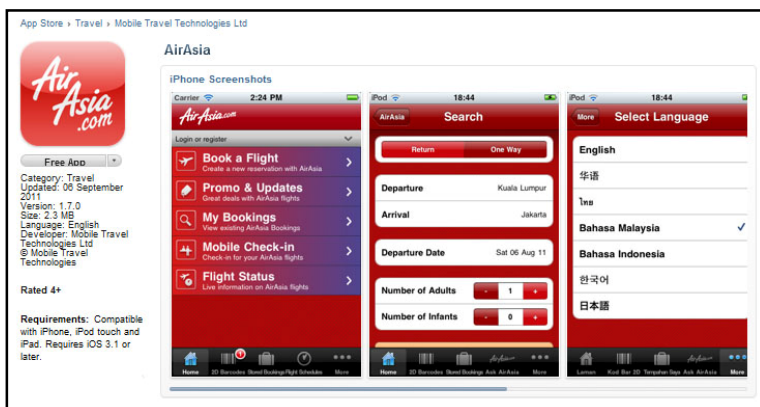 App Store › Travel › Mobile Travel Technologies Ltd
Air
Asia
.com
Free App
Category: Travel
Updated: 06 September
2011
Version: 1.7.0
Size: 2.3 MB
Language: English
Developer: Mobile Travel
Technologies Ltd
© Mobile Travel
Technologies
Rated 4+
Requirements: Compatible
with iPhone, iPod touch and
iPad. Requires iOS 3.1 or
later.
AirAsia
iPhone Screenshots
Carrier 2:24 PM
AirAsia.com
Login or register
Book a Flight
Create a new reservation with AirAsia
Promo & Updates
Great deals with AirAsia flights
My Bookings
View existing AirAsia Bookings
Mobile Check-in
Check-in for your AirAsia flights
Flight Status
Live information on AirAsia flights
1
Home 2D Barcodes Stored Bookings Flight Schedules More
iPod 18:44
AirAsia Search
Return One Way
Departure Kuala Lumpur
Arrival Jakarta
Departure Date Sat 06 Aug 11
Number of Adults - 1 +
Number of Infants - 0 +
Home 2D Barcodes Stored Bookings Ask AirAsia More
iPod 18:44
More Select Language
English
华语
ไทย
Bahasa Malaysia
Bahasa Indonesia
한국어
日本語
Laman Kod Bar 2D Tempahan Saya Ask AirAsia More